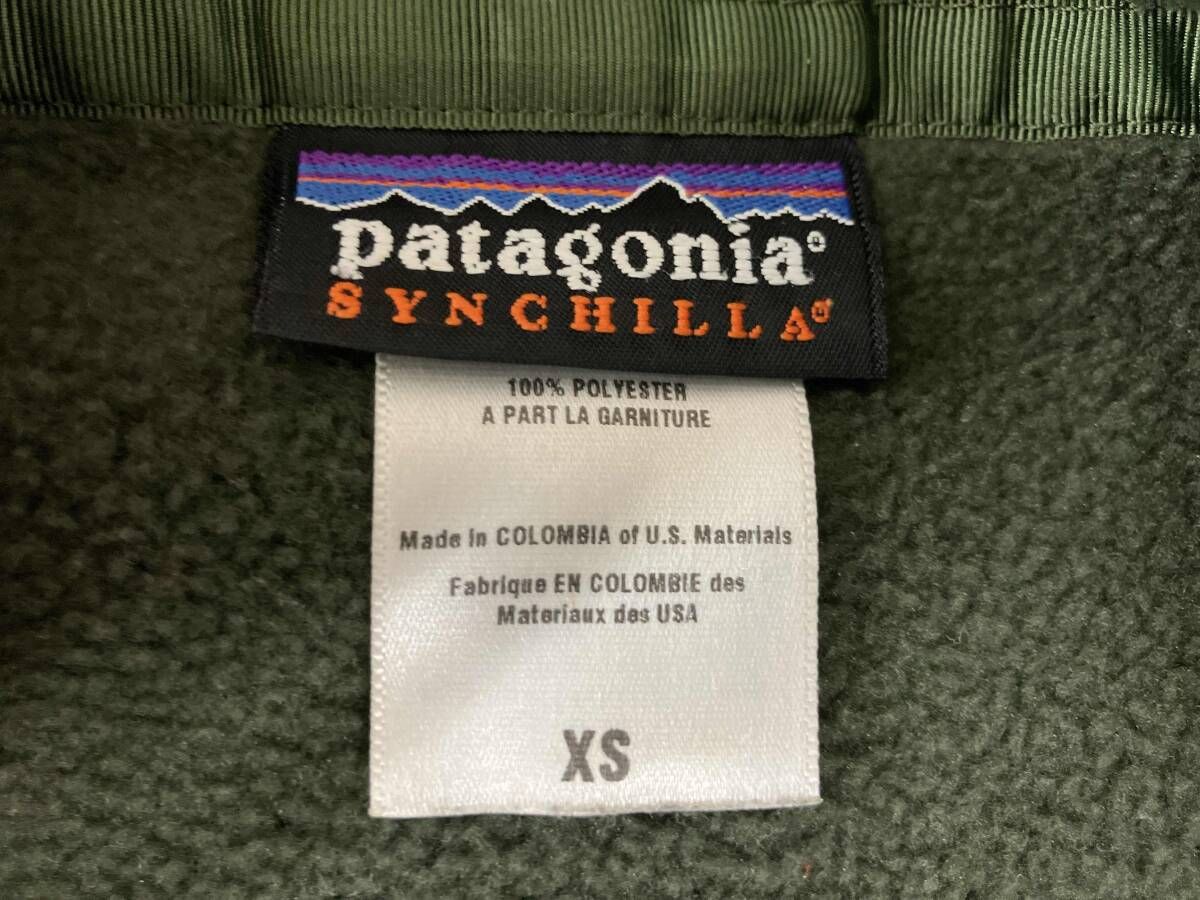 patagonia®
SYNCHILLA®
100% POLYESTER
A PART LA GARNITURE
Made in COLOMBIA of U.S. Materials
Fabrique EN COLOMBIE des
Materiaux des USA
XS